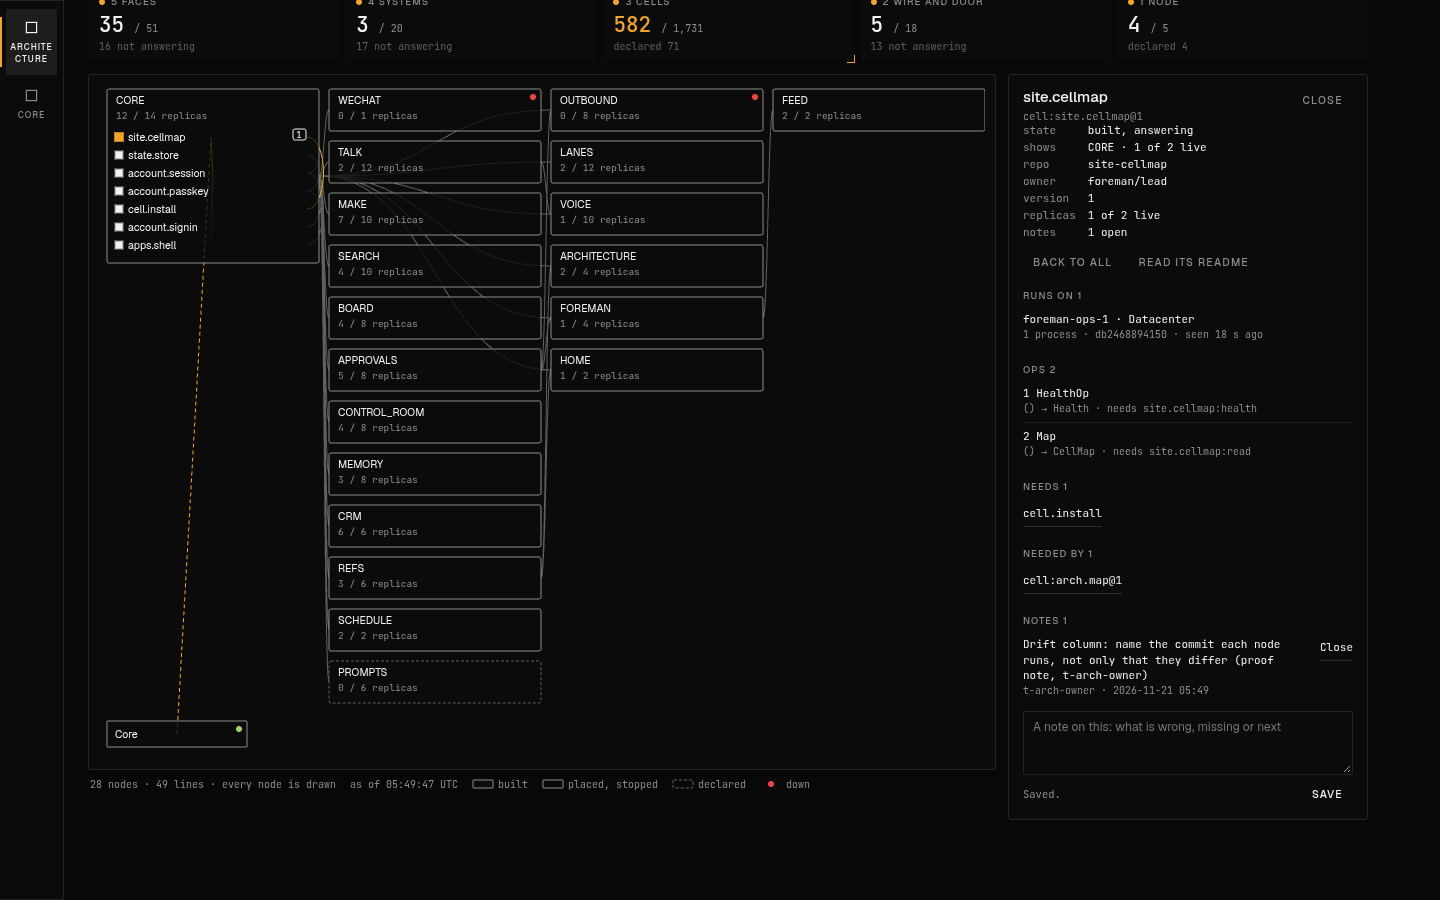 5 FACES
35 / 51
16 not answering
4 SYSTEMS
3 / 20
17 not answering
3 CELLS
582 / 1,731
declared 71
2 WIRE AND DOOR
5 / 18
13 not answering
1 NODE
4 / 5
declared 4
ARCHITE
CTURE
CORE
CORE
12 / 14 replicas
site.cellmap
1
state.store
account.session
account.passkey
cell.install
account.signin
apps.shell
WECHAT
0 / 1 replicas
TALK
2 / 12 replicas
MAKE
7 / 10 replicas
SEARCH
4 / 10 replicas
BOARD
4 / 8 replicas
APPROVALS
5 / 8 replicas
CONTROL_ROOM
4 / 8 replicas
MEMORY
3 / 8 replicas
CRM
6 / 6 replicas
REFS
3 / 6 replicas
SCHEDULE
2 / 2 replicas
PROMPTS
0 / 6 replicas
OUTBOUND
0 / 8 replicas
LANES
2 / 12 replicas
VOICE
1 / 10 replicas
ARCHITECTURE
2 / 4 replicas
FOREMAN
1 / 4 replicas
HOME
1 / 2 replicas
FEED
2 / 2 replicas
Core
28 nodes · 49 lines · every node is drawn as of 05:49:47 UTC built placed, stopped declared down
site.cellmap
CLOSE
cell:site.cellmap@1
state built, answering
shows CORE · 1 of 2 live
repo site-cellmap
owner foreman/lead
version 1
replicas 1 of 2 live
notes 1 open
BACK TO ALL READ ITS README
RUNS ON 1
foreman-ops-1 · Datacenter
1 process · db2468894150 · seen 18 s ago
OPS 2
1 HealthOp
() → Health · needs site.cellmap:health
2 Map
() → CellMap · needs site.cellmap:read
NEEDS 1
cell.install
NEEDED BY 1
cell:arch.map@1
NOTES 1
Drift column: name the commit each node
runs, not only that they differ (proof
note, t-arch-owner)
Close
t-arch-owner · 2026-11-21 05:49
A note on this: what is wrong, missing or next
Saved.
SAVE